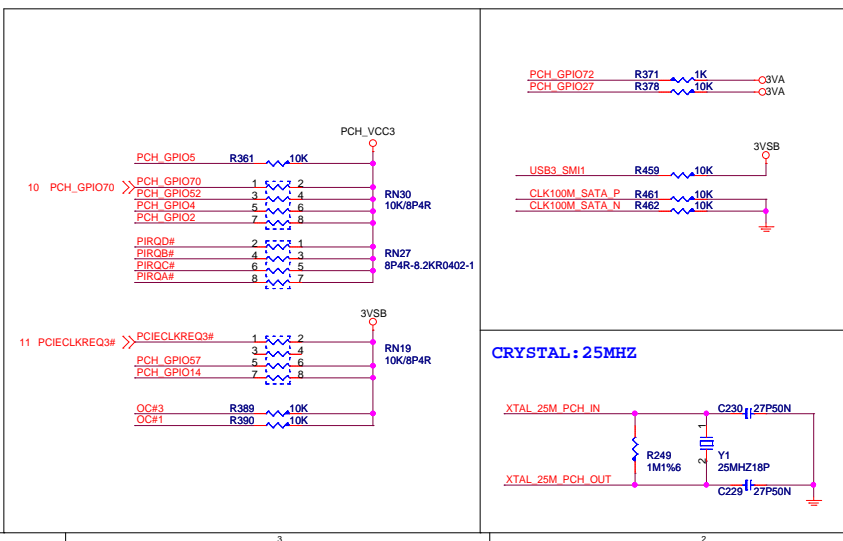 PCH_VCC3
PCH_GPIO5 R361 10K
10 PCH_GPIO70 PCH_GPIO70 1 2
PCH_GPIO52 3 4 RN30
PCH_GPIO4 5 6 10K/8P4R
PCH_GPIO2 7 8
PIRQD# 2 1
PIRQB# 4 3 RN27
PIRQC# 6 5 8P4R-8.2KR0402-1
PIRQA# 8 7
3VSB
11 PCIECLKREQ3# PCIECLKREQ3# 1 2
3 4 RN19
PCH_GPIO57 5 6 10K/8P4R
PCH_GPIO14 7 8
OC#3 R389 10K
OC#1 R390 10K
PCH_GPIO72 R371 1K 3VA
PCH_GPIO27 R378 10K 3VA
3VSB
USB3_SMI1 R459 10K
CLK100M_SATA_P R461 10K
CLK100M_SATA_N R462 10K
CRYSTAL:25MHZ
XTAL_25M_PCH_IN C230 27P50N
1
R249 Y1
1M1%6 2 25MHZ18P
XTAL_25M_PCH_OUT
C229 27P50N
3 2